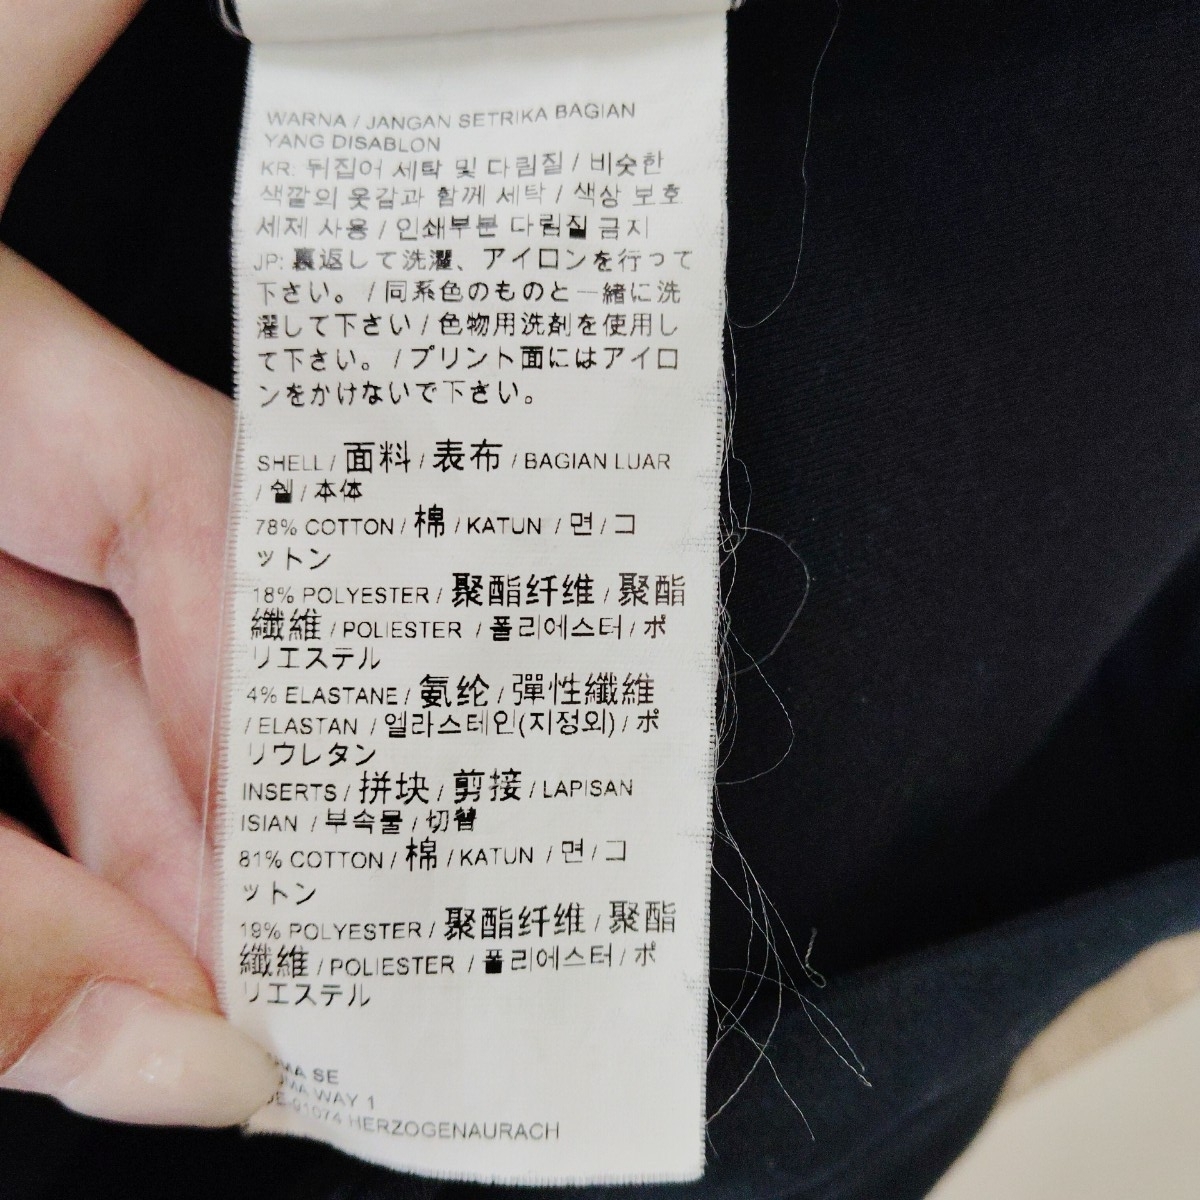 WARNA / JANGAN SETRIKA BAGIAN
YANG DISABLON
KR: 뒤집어 세탁 및 다림질 / 비슷한
색깔의 옷감과 함께 세탁 / 색상 보호
세제 사용 / 인쇄부분 다림질 금지
JP: 裏返して洗濯、アイロンを行って
下さい。 / 同系色のものと一緒に洗
濯して下さい / 色物用洗剤を使用し
て下さい。 / プリント面にはアイロ
ンをかけないで下さい。
SHELL / 面料 / 表布 / BAGIAN LUAR
/ 쉘 / 本体
78% COTTON / 棉 / KATUN / 면 / コ
ットン
18% POLYESTER / 聚酯纤维 / 聚酯
纖維 / POLIESTER / 폴리에스터 / ポ
リエステル
4% ELASTANE / 氨纶 / 彈性纖維
/ ELASTAN / 엘라스테인(지정외) / ポ
リウレタン
INSERTS / 拼块 / 剪接 / LAPISAN
ISIAN / 부속물 / 切替
81% COTTON / 棉 / KATUN / 면 / コ
ットン
19% POLYESTER / 聚酯纤维 / 聚酯
纖維 / POLIESTER / 폴리에스터 / ポ
リエステル
SE
WAY 1
HERZOGENAURACH